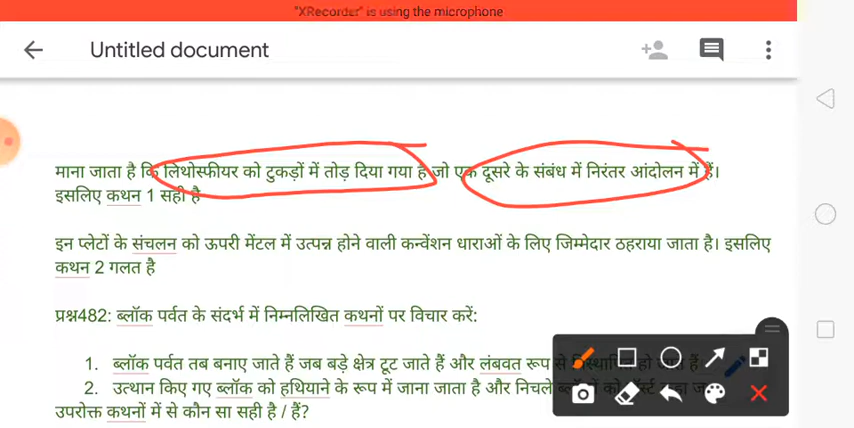 "XRecorder" is using the microphone
Untitled document
माना जाता है कि लिथोस्फीयर को टुकड़ों में तोड़ दिया गया है जो एक दूसरे के संबंध में निरंतर आंदोलन में हैं।
इसलिए कथन 1 सही है
इन प्लेटों के संचलन को ऊपरी मेंटल में उत्पन्न होने वाली कन्वेंशन धाराओं के लिए जिम्मेदार ठहराया जाता है। इसलिए
कथन 2 गलत है
प्रश्न482: ब्लॉक पर्वत के संदर्भ में निम्नलिखित कथनों पर विचार करें:
1. ब्लॉक पर्वत तब बनाए जाते हैं जब बड़े क्षेत्र टूट जाते हैं और लंबवत रूप से विस्थापित हो जाते हैं।
2. उत्थान किए गए ब्लॉक को हथियाने के रूप में जाना जाता है और निचले
उपरोक्त कथनों में से कौन सा सही है / हैं?